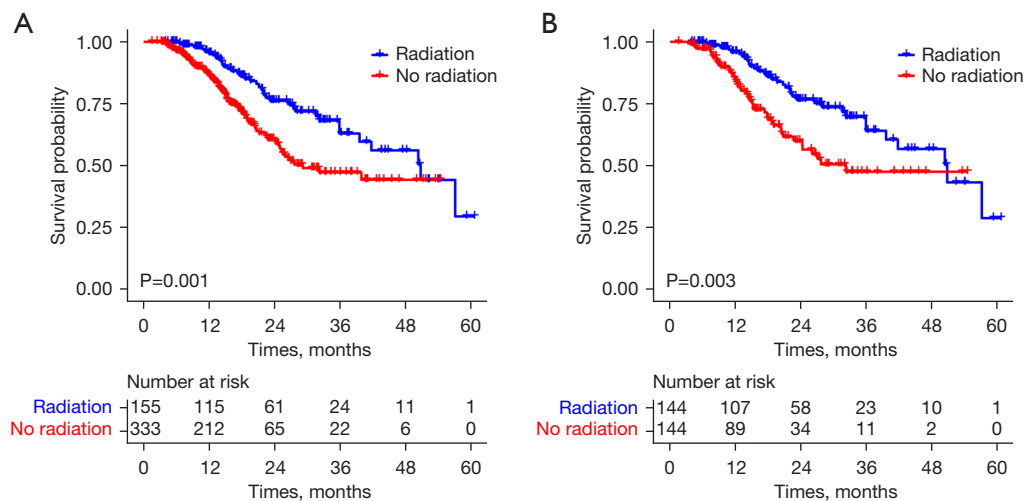 A
Survival probability
1.00
0.75
0.50
0.25
0.00
Radiation
No radiation
P=0.001
0 12 24 36 48 60
Times, months
Number at risk
Radiation 155 115 61 24 11 1
No radiation 333 212 65 22 6 0
0 12 24 36 48 60
Times, months
B
Survival probability
1.00
0.75
0.50
0.25
0.00
Radiation
No radiation
P=0.003
0 12 24 36 48 60
Times, months
Number at risk
Radiation 144 107 58 23 10 1
No radiation 144 89 34 11 2 0
0 12 24 36 48 60
Times, months